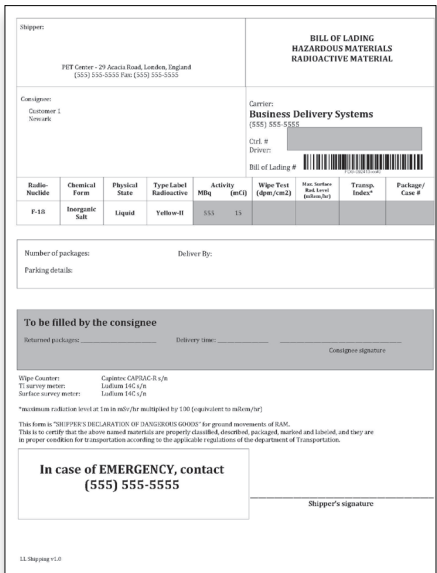 Shipper:
BILL OF LADING
HAZARDOUS MATERIALS
RADIOACTIVE MATERIAL
PET Center - 29 Acacia Road, London, England
(555) 555-5555 Fax: (555) 555-5555
Consignee:
Customer 1
Newark
Carrier:
Business Delivery Systems
(555) 555-5555
Ctrl. #
Driver:
Bill of Lading #
Radio-Nuclide Chemical Form Physical State Type Label Radioactive Activity MBq (mCi) Wipe Test (dpm/cm2) Max. Surface Rad. Level (mRem/hr) Transp. Index* Package/ Case #
F-18 Inorganic Salt Liquid Yellow-II 555 15
Number of packages: Deliver By:
Parking details:
To be filled by the consignee
Returned packages: Delivery time:
Consignee signature
Wipe Counter: Capintec CAPRAC-R s/n
TI survey meter: Ludlum 14C s/n
Surface survey meter: Ludlum 14C s/n
*maximum radiation level at 1m in mSv/hr multiplied by 100 (equivalent to mRem/hr)
This form is "SHIPPER'S DECLARATION OF DANGEROUS GOODS" for ground movements of RAM.
This is to certify that the above named materials are properly classified, described, packaged, marked and labeled, and they are
in proper condition for transportation according to the applicable regulations of the department of Transportation.
In case of EMERGENCY, contact
(555) 555-5555
Shipper's signature
LL Shipping v1.0